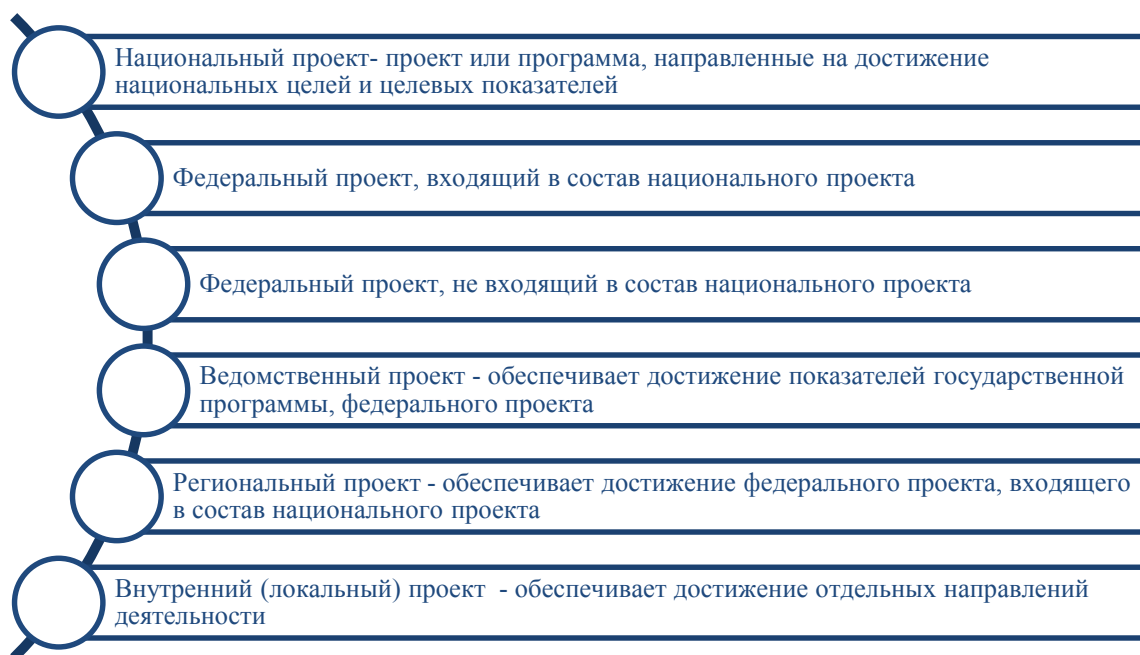 Национальный проект- проект или программа, направленные на достижение
национальных целей и целевых показателей
Федеральный проект, входящий в состав национального проекта
Федеральный проект, не входящий в состав национального проекта
Ведомственный проект - обеспечивает достижение показателей государственной
программы, федерального проекта
Региональный проект - обеспечивает достижение федерального проекта, входящего
в состав национального проекта
Внутренний (локальный) проект  - обеспечивает достижение отдельных направлений
деятельности